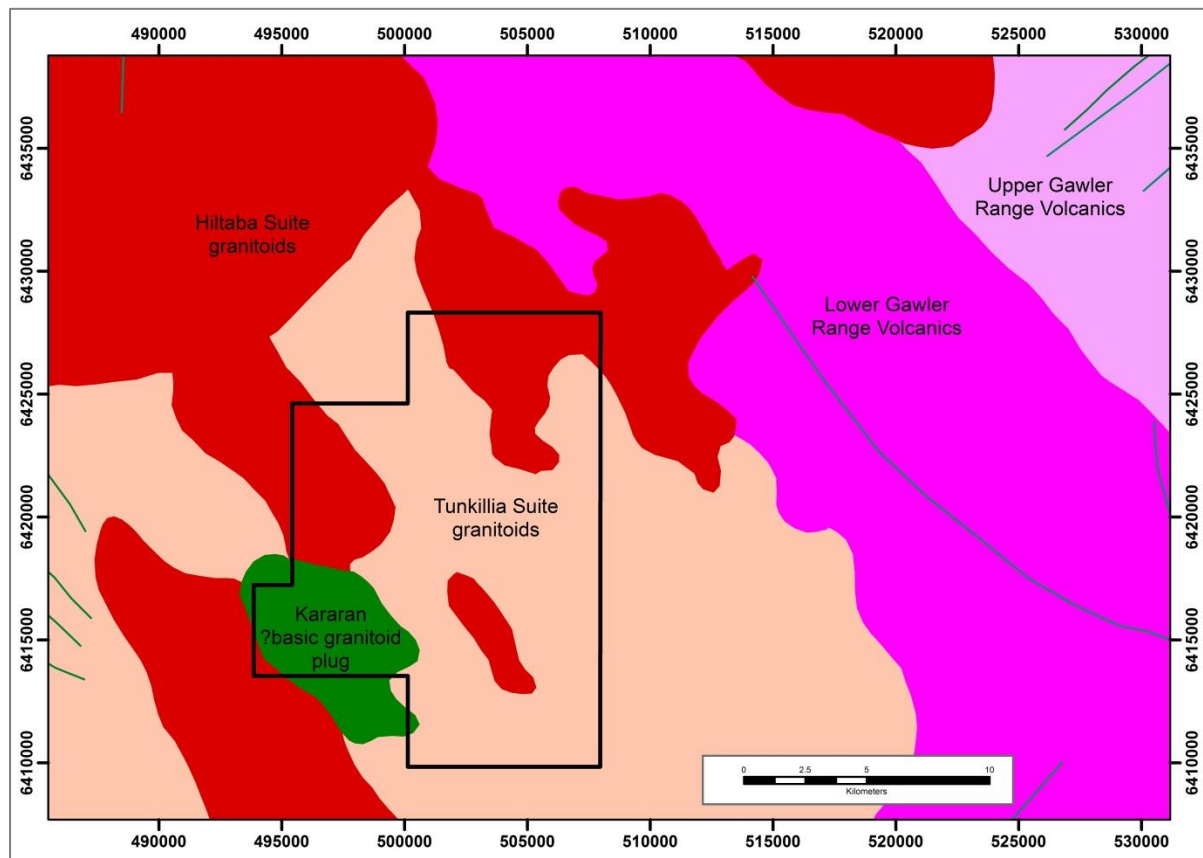 490000 495000 500000 505000 510000 515000 520000 525000 530000
6435000 6435000
Upper Gawler
Range Volcanics
Hiltaba Suite
granitoids
6430000 6430000
Lower Gawler
Range Volcanics
6425000 6425000
Tunkillia Suite
granitoids
6420000 6420000
Kararan
?basic granitoid
plug
6415000 6415000
6410000 6410000
0 2.5 5 10
Kilometers
490000 495000 500000 505000 510000 515000 520000 525000 530000